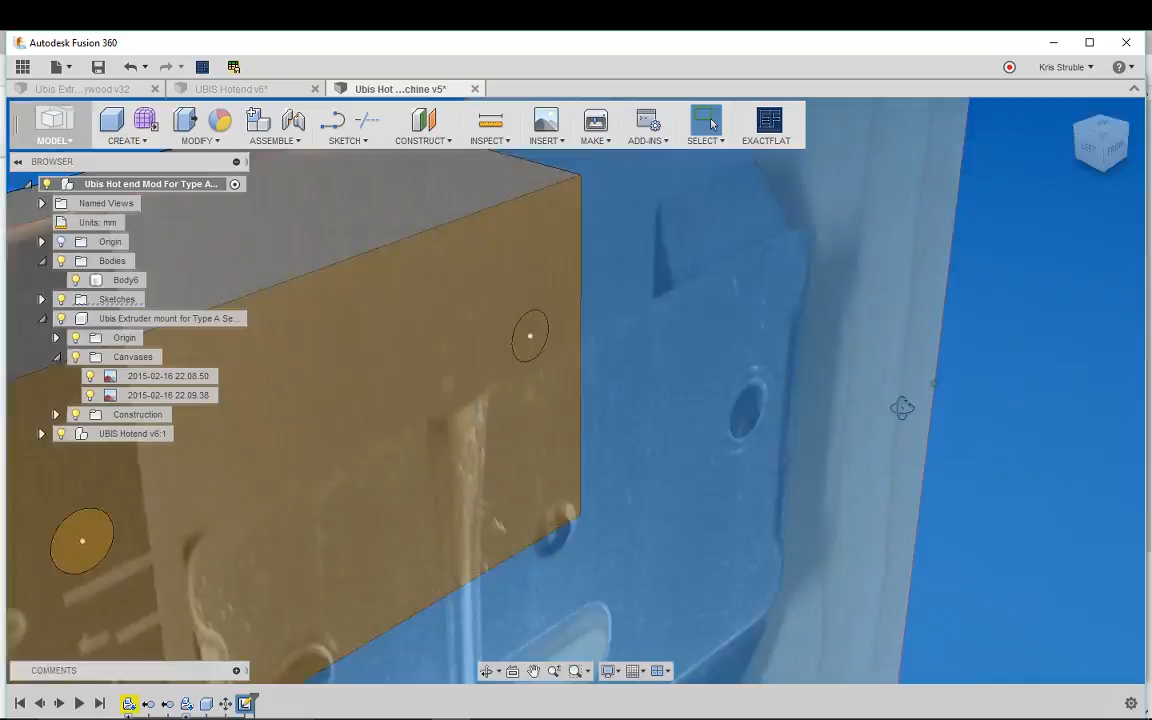 Autodesk Fusion 360
Kris Struble
Ubis Extr...ywood v32
UBIS Hotend v6*
Ubis Hot ...chine v5*
MODEL
CREATE
MODIFY
ASSEMBLE
SKETCH
CONSTRUCT
INSPECT
INSERT
MAKE
ADD-INS
SELECT
EXACTFLAT
BROWSER
Ubis Hot end Mod For Type A...
Named Views
Units: mm
Origin
Bodies
Body6
Sketches
Ubis Extruder mount for Type A Se...
Origin
Canvases
2015-02-16 22.08.50
2015-02-16 22.09.38
Construction
UBIS Hotend v6:1
LEFT
FRONT
COMMENTS